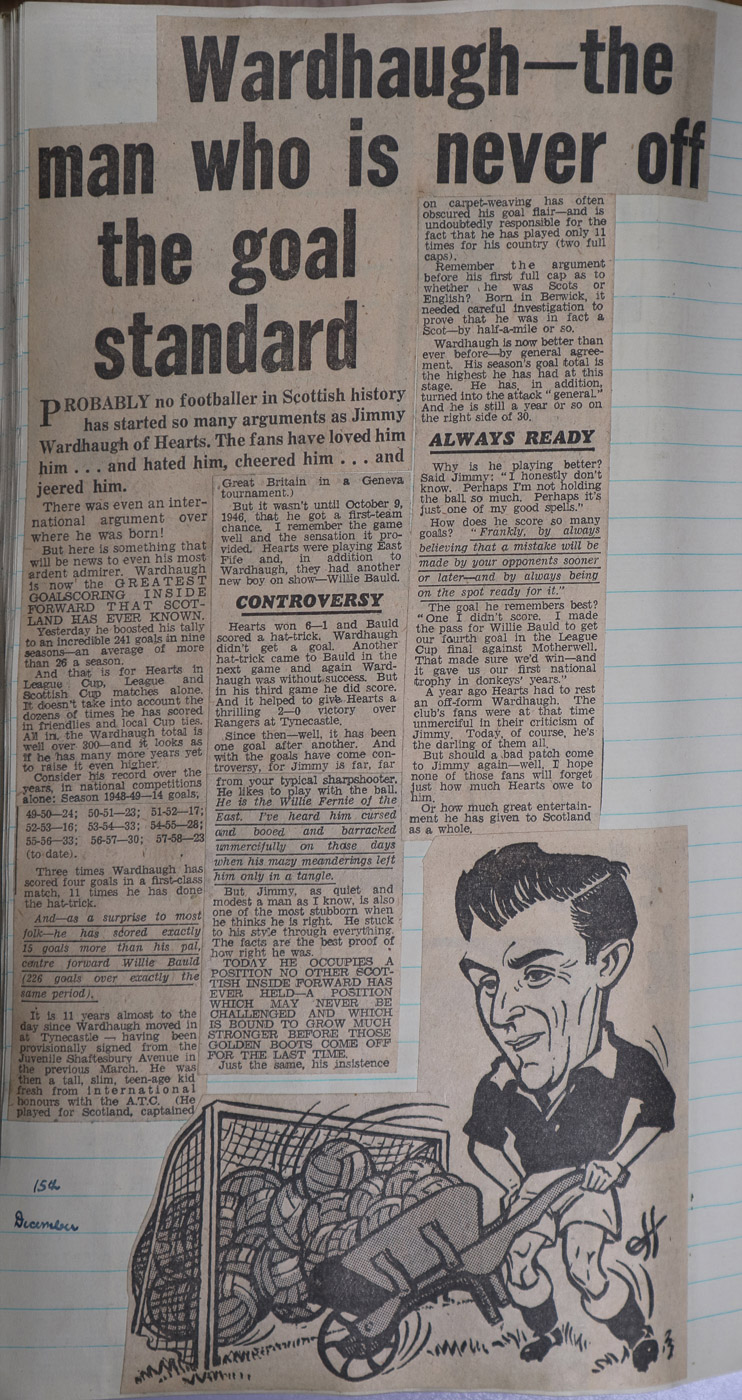 Wardhaugh—the
man who is never off
the goal
standard
PROBABLY no footballer in Scottish history
has started so many arguments as Jimmy
Wardhaugh of Hearts. The fans have loved him
him . . . and hated him, cheered him . . . and
jeered him.
There was even an inter-
national argument over
where he was born!
But here is something that
will be news to even his most
ardent admirer. Wardhaugh
is now the GREATEST
GOALSCORING INSIDE
FORWARD THAT SCOT-
LAND HAS EVER KNOWN.
Yesterday he boosted his tally
to an incredible 241 goals in nine
seasons—an average of more
than 26 a season.
And that is for Hearts in
League Cup, League and
Scottish Cup matches alone.
It doesn't take into account the
dozens of times he has scored
in friendlies and local Cup ties.
All in, the Wardhaugh total is
well over 300—and it looks as
if he has many more years yet
to raise it even higher.
Consider his record over the
years, in national competitions
alone: Season 1948-49—14 goals;
49-50—24; 50-51—23; 51-52—17;
52-53—16; 53-54—33; 54-55—28;
55-56—33; 56-57—30; 57-58—23
(to date).
Three times Wardhaugh has
scored four goals in a first-class
match, 11 times he has done
the hat-trick.
And—as a surprise to most
folk—he has scored exactly
15 goals more than his pal,
centre forward Willie Bauld
(226 goals over exactly the
same period).
It is 11 years almost to the
day since Wardhaugh moved in
at Tynecastle — having been
provisionally signed from the
Juvenile Shaftesbury Avenue in
the previous March. He was
then a tall, slim, teen-age kid
fresh from international
honours with the A.T.C. (He
played for Scotland, captained
Great Britain in a Geneva
tournament.)
But it wasn't until October 9,
1946, that he got a first-team
chance. I remember the game
well and the sensation it pro-
vided. Hearts were playing East
Fife and, in addition to
Wardhaugh, they had another
new boy on show—Willie Bauld.
CONTROVERSY
Hearts won 6—1 and Bauld
scored a hat-trick. Wardhaugh
didn't get a goal. Another
hat-trick came to Bauld in the
next game and again Ward-
haugh was without success. But
in his third game he did score.
And it helped to give Hearts a
thrilling 2—0 victory over
Rangers at Tynecastle.
Since then—well, it has been
one goal after another. And
with the goals have come con-
troversy, for Jimmy is far, far
from your typical sharpshooter.
He likes to play with the ball.
He is the Willie Fernie of the
East. I've heard him cursed
and booed and barracked
unmercifully on those days
when his mazy meanderings left
him only in a tangle.
But Jimmy, as quiet and
modest a man as I know, is also
one of the most stubborn when
he thinks he is right. He stuck
to his style through everything.
The facts are the best proof of
how right he was.
TODAY HE OCCUPIES A
POSITION NO OTHER SCOT-
TISH INSIDE FORWARD HAS
EVER HELD—A POSITION
WHICH MAY NEVER BE
CHALLENGED AND WHICH
IS BOUND TO GROW MUCH
STRONGER BEFORE THOSE
GOLDEN BOOTS COME OFF
FOR THE LAST TIME.
Just the same, his insistence
on carpet-weaving has often
obscured his goal flair—and is
undoubtedly responsible for the
fact that he has played only 11
times for his country (two full
caps).
Remember the argument
before his first full cap as to
whether he was Scots or
English? Born in Berwick, it
needed careful investigation to
prove that he was in fact a
Scot—by half-a-mile or so.
Wardhaugh is now better than
ever before—by general agree-
ment. His season's goal total is
the highest he has had at this
stage. He has, in addition,
turned into the attack "general."
And he is still a year or so on
the right side of 30.
ALWAYS READY
Why is he playing better?
Said Jimmy: "I honestly don't
know. Perhaps I'm not holding
the ball so much. Perhaps it's
just one of my good spells."
How does he score so many
goals? "Frankly, by always
believing that a mistake will be
made by your opponents sooner
or later—and by always being
on the spot ready for it."
The goal he remembers best?
"One I didn't score. I made
the pass for Willie Bauld to get
our fourth goal in the League
Cup final against Motherwell.
That made sure we'd win—and
it gave us our first national
trophy in donkeys' years."
A year ago Hearts had to rest
an off-form Wardhaugh. The
club's fans were at that time
unmerciful in their criticism of
Jimmy. Today, of course, he's
the darling of them all.
But should a bad patch come
to Jimmy again—well, I hope
none of those fans will forget
just how much Hearts owe to
him.
Or how much great entertain-
ment he has given to Scotland
as a whole.
15th
December